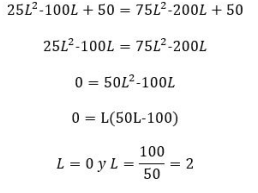 25L²-100L + 50 = 75L²-200L + 50
25L²-100L = 75L²-200L
0 = 50L²-100L
0 = L(50L-100)
L = 0 y L = 100/50 = 2